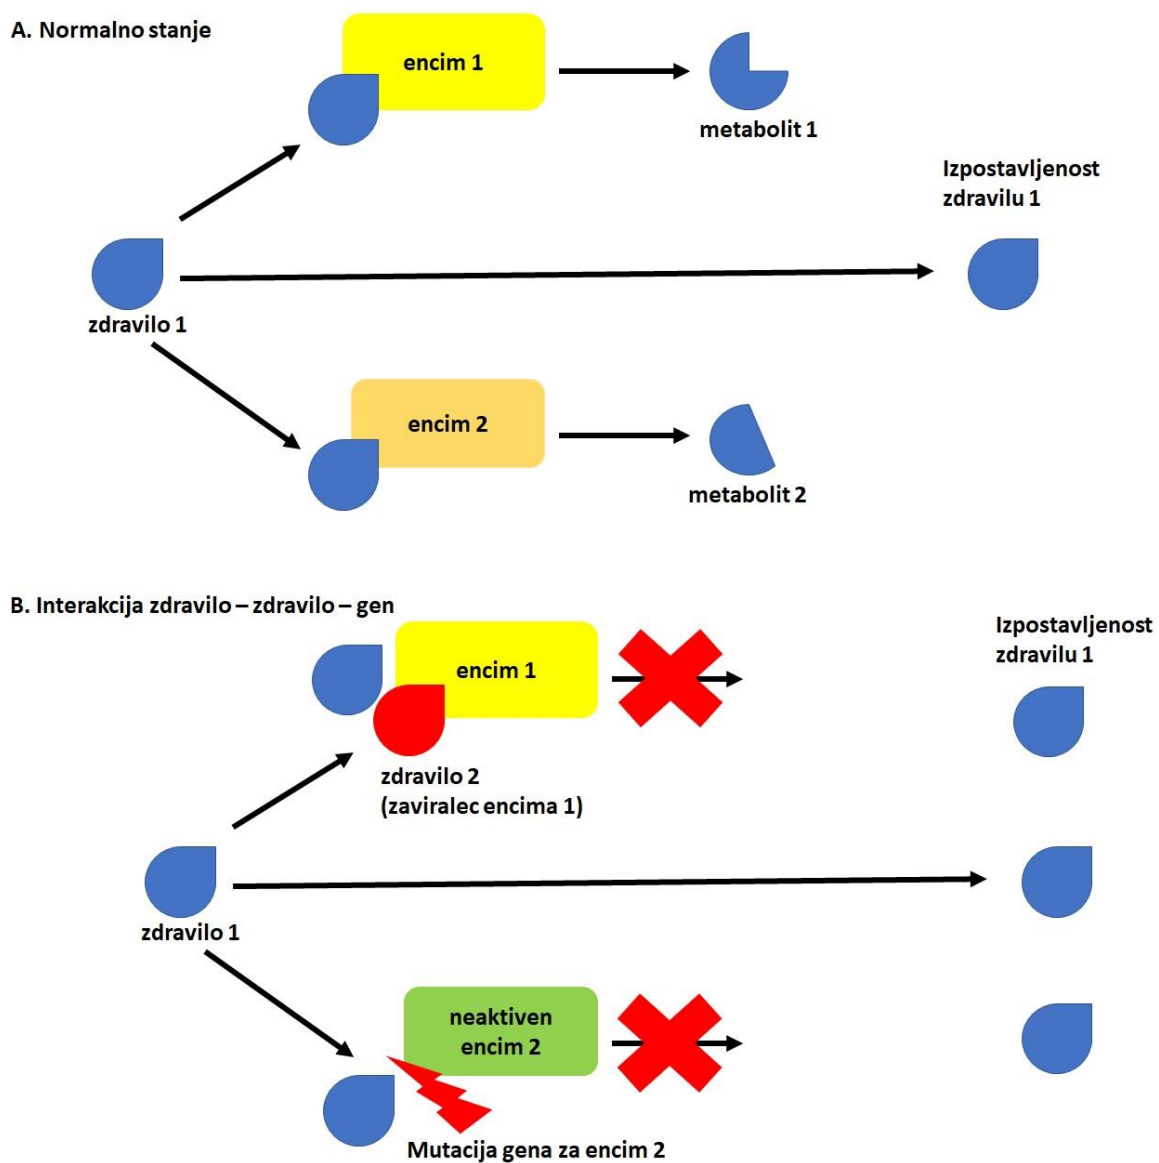 A. Normalno stanje
encim 1
metabolit 1
Izpostavljenost
zdravilu 1
zdravilo 1
encim 2
metabolit 2
B. Interakcija zdravilo – zdravilo – gen
Izpostavljenost
zdravilu 1
encim 1
zdravilo 2
(zaviralec encima 1)
zdravilo 1
neaktiven
encim 2
Mutacija gena za encim 2